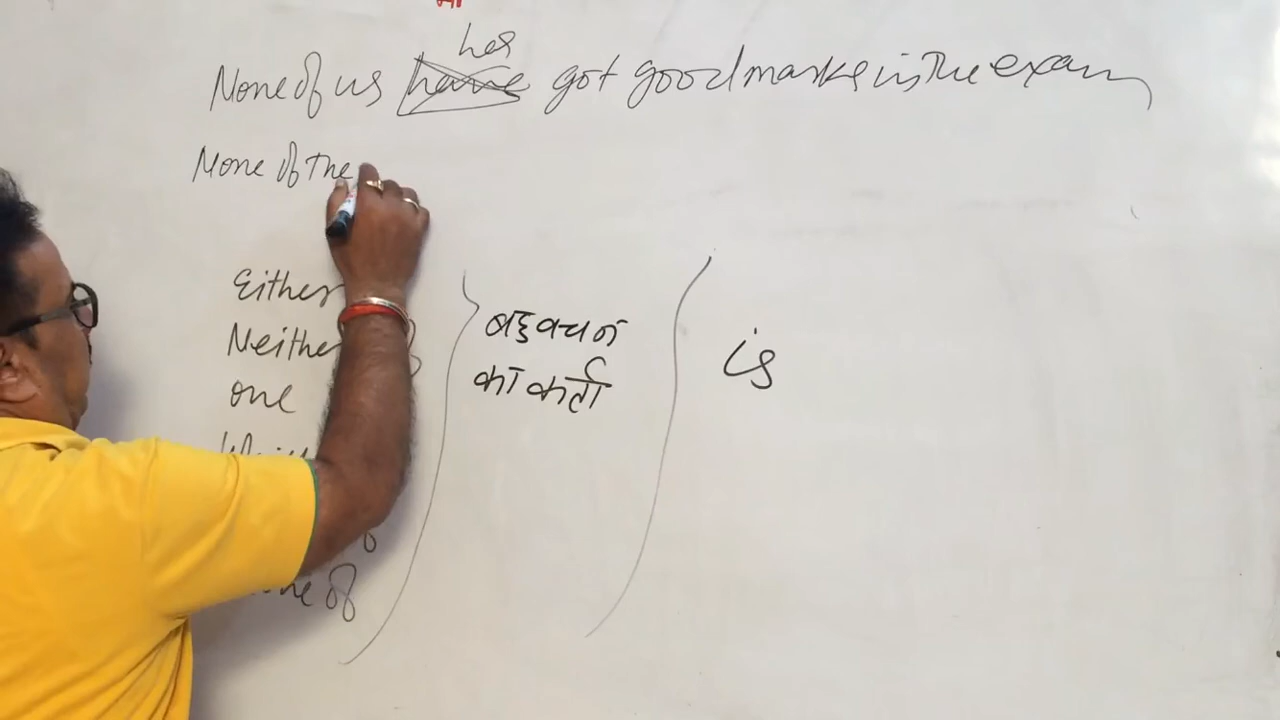 has
None of us have got good marks in the exam
None of the
Either
Neither
one
बहुवचन
का कर्ता
is
of